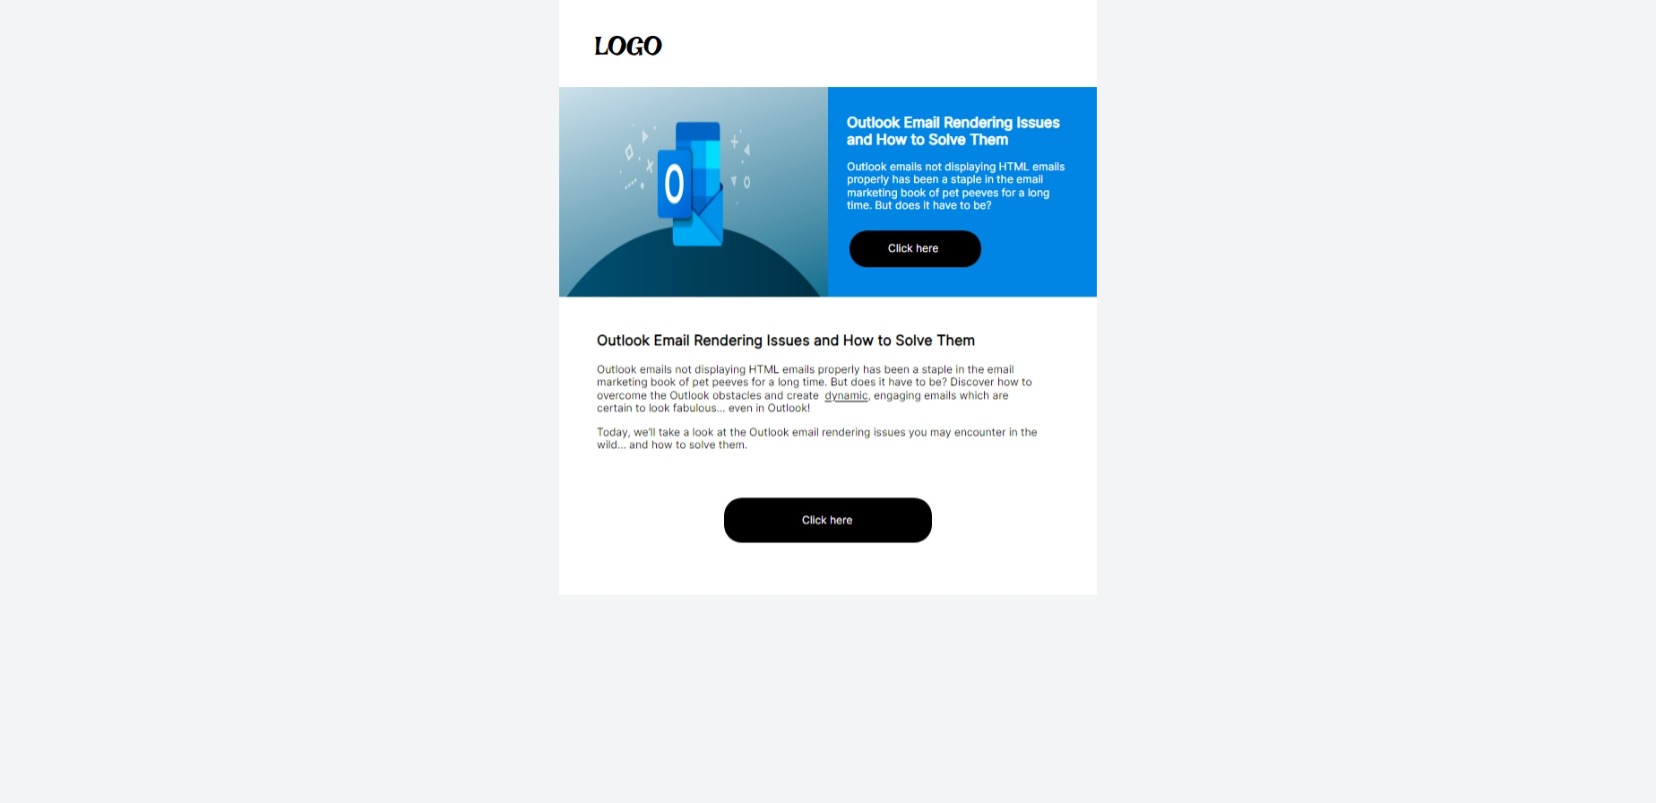 LOGO
Outlook Email Rendering Issues
and How to Solve Them
Outlook emails not displaying HTML emails
properly has been a staple in the email
marketing book of pet peeves for a long
time. But does it have to be?
Click here
Outlook Email Rendering Issues and How to Solve Them
Outlook emails not displaying HTML emails properly has been a staple in the email
marketing book of pet peeves for a long time. But does it have to be? Discover how to
overcome the Outlook obstacles and create dynamic, engaging emails which are
certain to look fabulous... even in Outlook!
Today, we'll take a look at the Outlook email rendering issues you may encounter in the
wild... and how to solve them.
Click here